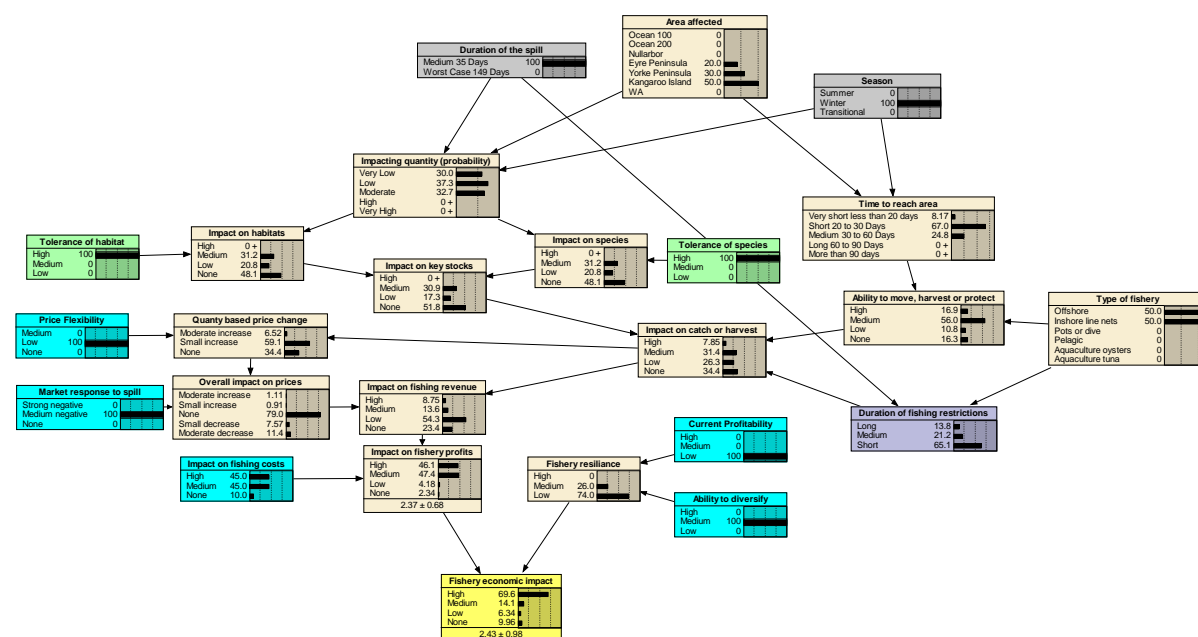 Area affected
Ocean 100 0
Ocean 200 0
Nullarbor 0
Eyre Peninsula 20.0
Yorke Peninsula 30.0
Kangaroo Island 50.0
WA 0
Duration of the spill
Medium 35 Days 100
Worst Case 149 Days 0
Season
Summer 0
Winter 100
Transitional 0
Impacting quantity (probability)
Very Low 30.0
Low 37.3
Moderate 32.7
High 0 +
Very High 0 +
Time to reach area
Very short less than 20 days 8.17
Short 20 to 30 Days 67.0
Medium 30 to 60 Days 24.8
Long 60 to 90 Days 0 +
More than 90 days 0 +
Tolerance of habitat
High 100
Medium 0
Low 0
Impact on habitats
High 0 +
Medium 31.2
Low 20.8
None 48.1
Impact on species
High 0 +
Medium 31.2
Low 20.8
None 48.1
Tolerance of species
High 100
Medium 0
Low 0
Impact on key stocks
High 0 +
Medium 30.9
Low 17.3
None 51.8
Ability to move, harvest or protect
High 16.9
Medium 56.0
Low 10.8
None 16.3
Type of fishery
Offshore 50.0
Inshore line nets 50.0
Pots or dive 0
Pelagic 0
Aquaculture oysters 0
Aquaculture tuna 0
Price Flexibility
Medium 0
Low 100
None 0
Quanty based price change
Moderate increase 6.52
Small increase 59.1
None 34.4
Impact on catch or harvest
High 7.85
Medium 31.4
Low 26.3
None 34.4
Market response to spill
Strong negative 0
Medium negative 100
None 0
Overall impact on prices
Moderate increase 1.11
Small increase 0.91
None 79.0
Small decrease 7.57
Moderate decrease 11.4
Impact on fishing revenue
High 8.75
Medium 13.6
Low 54.3
None 23.4
Duration of fishing restrictions
Long 13.8
Medium 21.2
Short 65.1
Current Profitability
High 0
Medium 0
Low 100
Impact on fishing costs
High 45.0
Medium 45.0
None 10.0
Impact on fishery profits
High 46.1
Medium 47.4
Low 4.18
None 2.34
2.37 ± 0.68
Fishery resiliance
High 0
Medium 26.0
Low 74.0
Ability to diversify
High 0
Medium 100
Low 0
Fishery economic impact
High 69.6
Medium 14.1
Low 6.34
None 9.96
2.43 ± 0.98